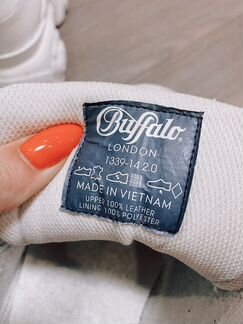 Buffalo®
LONDON
1339-14 2.0
MADE IN VIETNAM
UPPER 100% LEATHER
LINING 100% POLYESTER